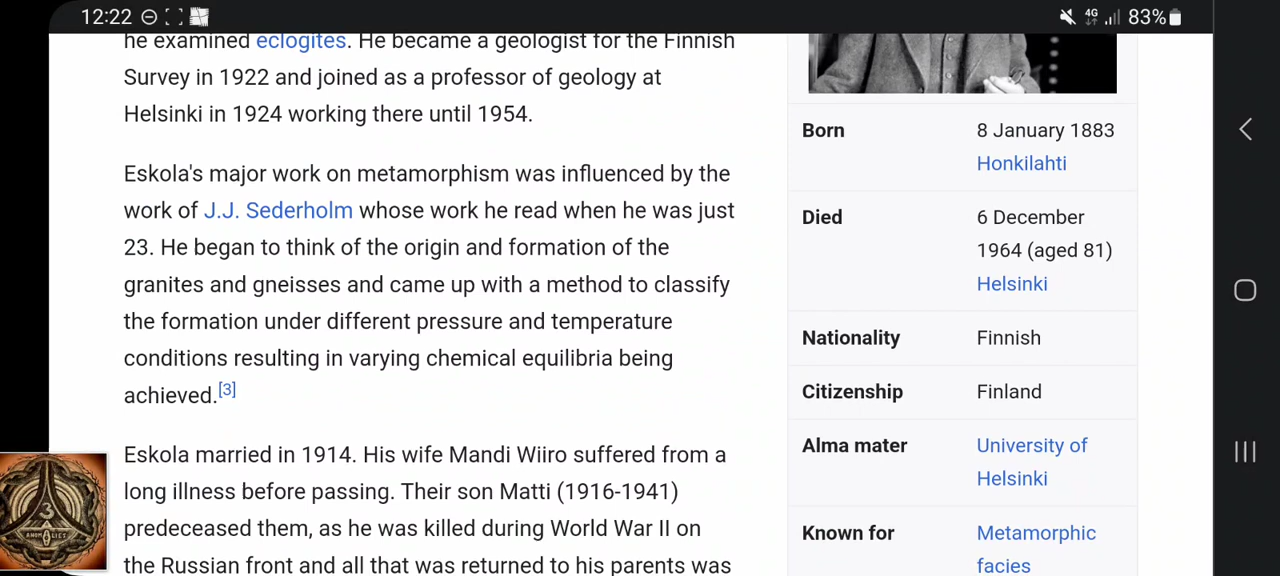 12:22
4G
83%
he examined eclogites. He became a geologist for the Finnish
Survey in 1922 and joined as a professor of geology at
Helsinki in 1924 working there until 1954.
Eskola's major work on metamorphism was influenced by the
work of J.J. Sederholm whose work he read when he was just
23. He began to think of the origin and formation of the
granites and gneisses and came up with a method to classify
the formation under different pressure and temperature
conditions resulting in varying chemical equilibria being
achieved.[3]
Eskola married in 1914. His wife Mandi Wiiro suffered from a
long illness before passing. Their son Matti (1916-1941)
predeceased them, as he was killed during World War II on
the Russian front and all that was returned to his parents was
Born 8 January 1883
Honkilahti
Died 6 December
1964 (aged 81)
Helsinki
Nationality Finnish
Citizenship Finland
Alma mater University of
Helsinki
Known for Metamorphic
facies
3